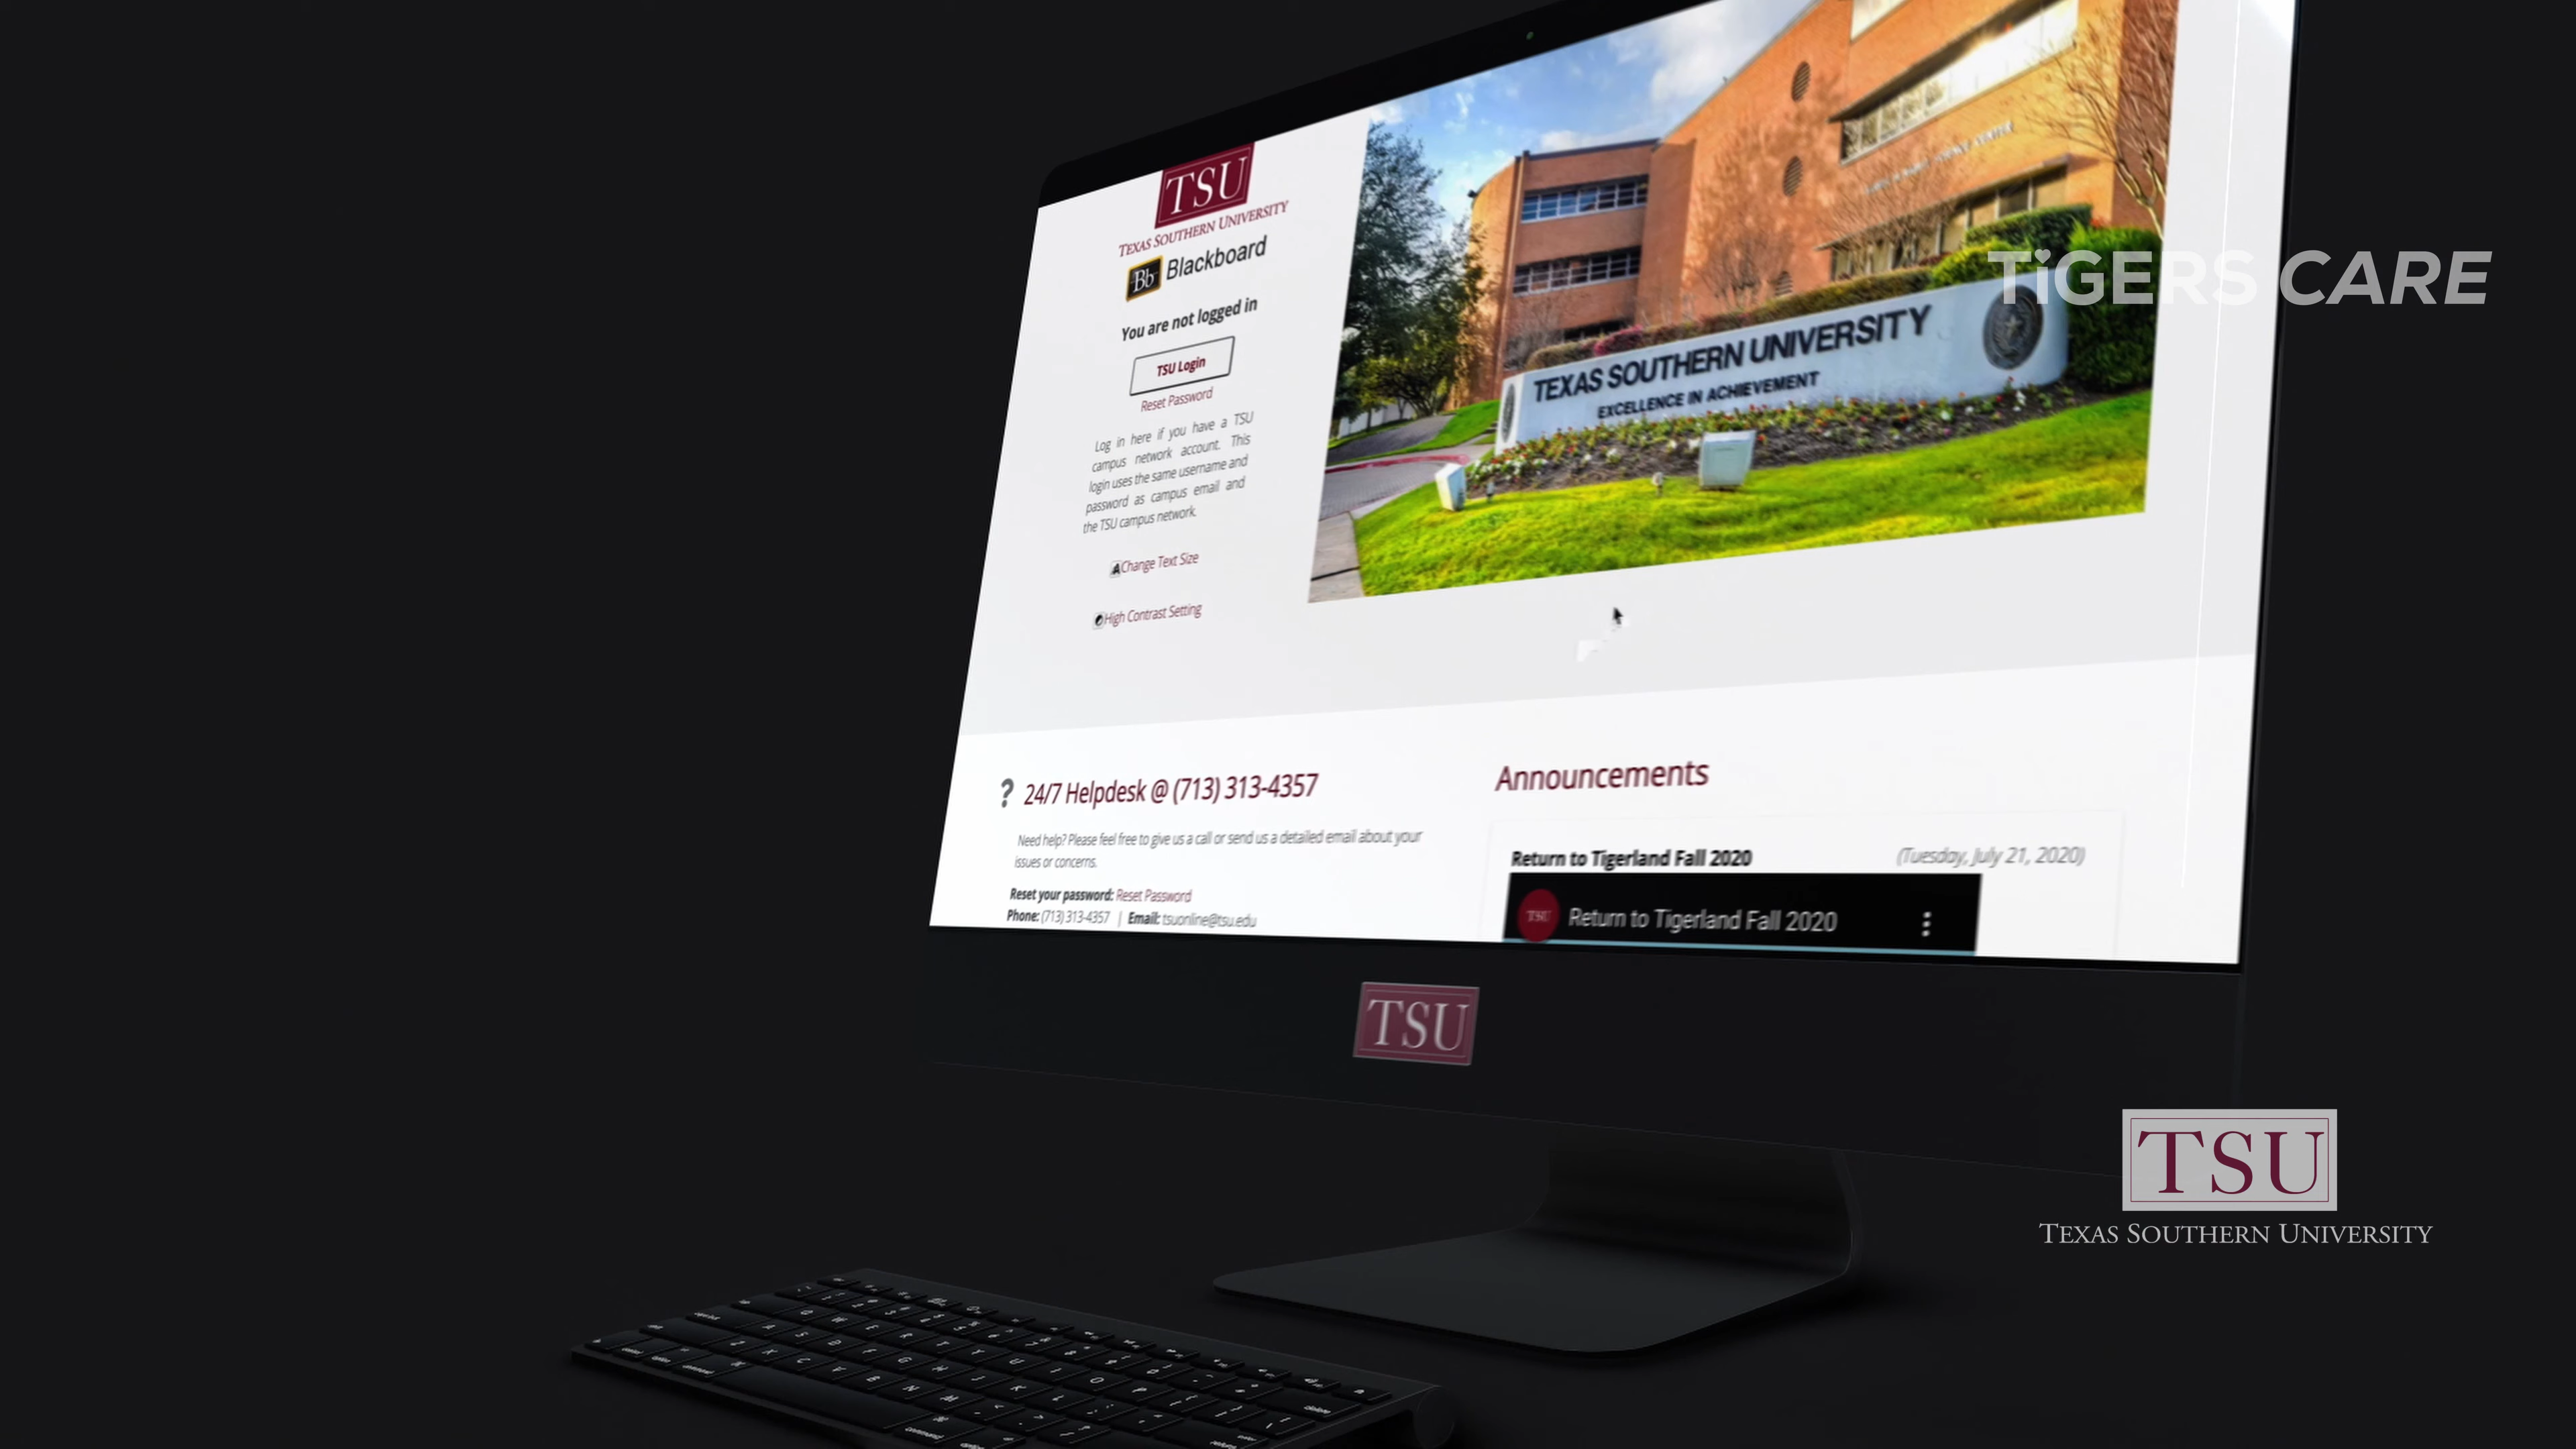 TSU
TEXAS SOUTHERN UNIVERSITY
Bb Blackboard
You are not logged in
TSU Login
Reset Password
Log in here if you have a TSU
campus network account. This
login uses the same username and
password as campus email and
the TSU campus network.
Change Text Size
High Contrast Setting
TEXAS SOUTHERN UNIVERSITY
EXCELLENCE IN ACHIEVEMENT
TiGERS CARE
? 24/7 Helpdesk @ (713) 313-4357
Need help? Please feel free to give us a call or send us a detailed email about your
issues or concerns.
Reset your password: Reset Password
Phone: (713) 313-4357 | Email: tsuonline@tsu.edu
Announcements
Return to Tigerland Fall 2020 (Tuesday, July 21, 2020)
TSU Return to Tigerland Fall 2020
TSU
TSU
TEXAS SOUTHERN UNIVERSITY